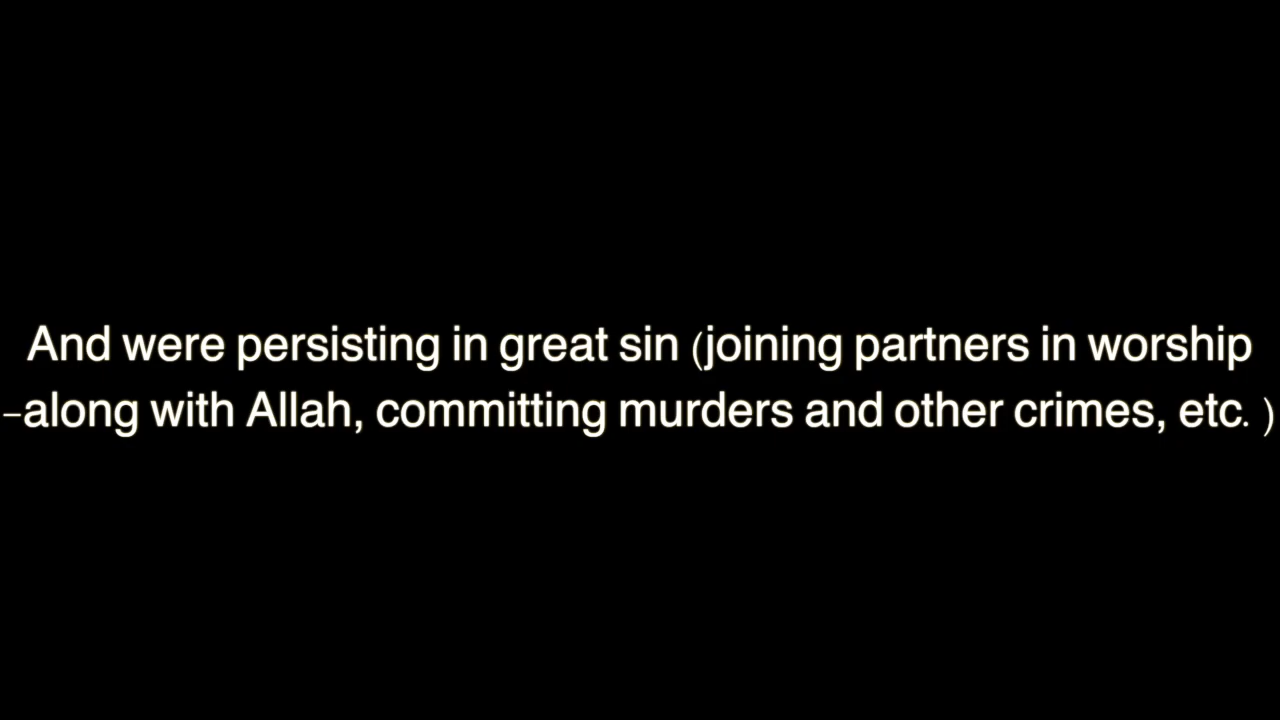 And were persisting in great sin (joining partners in worship
–along with Allah, committing murders and other crimes, etc. )